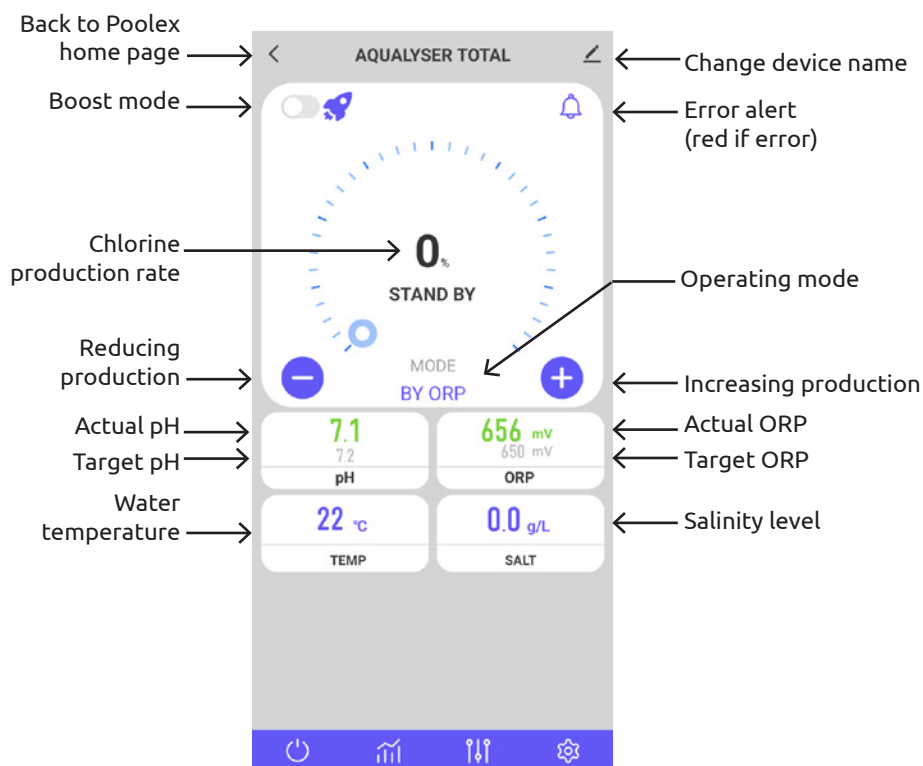 Back to Poolex
home page
AQUALYSER TOTAL
Change device name
Boost mode
Error alert
(red if error)
Chlorine
production rate
0%
STAND BY
Operating mode
Reducing
production
MODE
BY ORP
Increasing production
Actual pH
7.1
656 mV
Actual ORP
Target pH
7.2
650 mV
Target ORP
pH
ORP
Water
temperature
22 °C
0.0 g/L
Salinity level
TEMP
SALT